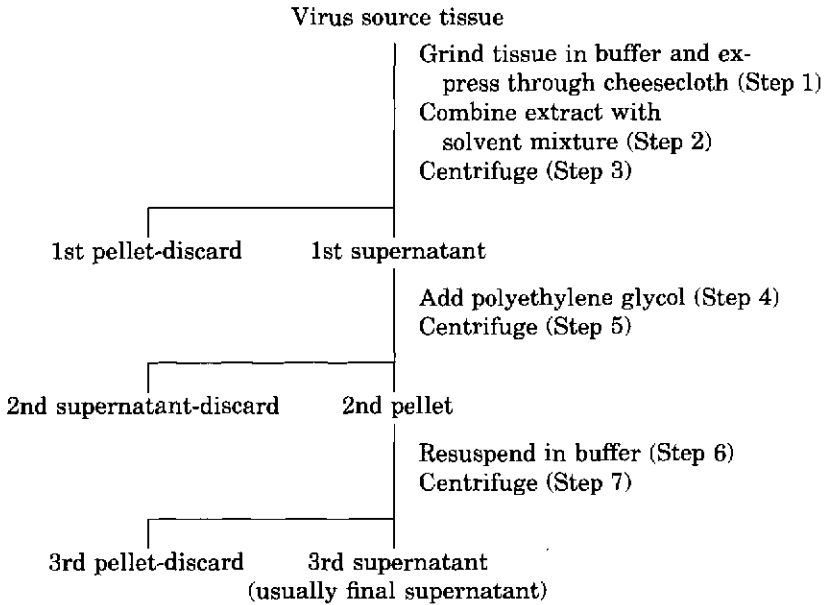 Virus source tissue
Grind tissue in buffer and ex-
press through cheesecloth (Step 1)
Combine extract with
solvent mixture (Step 2)
Centrifuge (Step 3)
1st pellet-discard 1st supernatant
Add polyethylene glycol (Step 4)
Centrifuge (Step 5)
2nd supernatant-discard 2nd pellet
Resuspend in buffer (Step 6)
Centrifuge (Step 7)
3rd pellet-discard 3rd supernatant
(usually final supernatant)